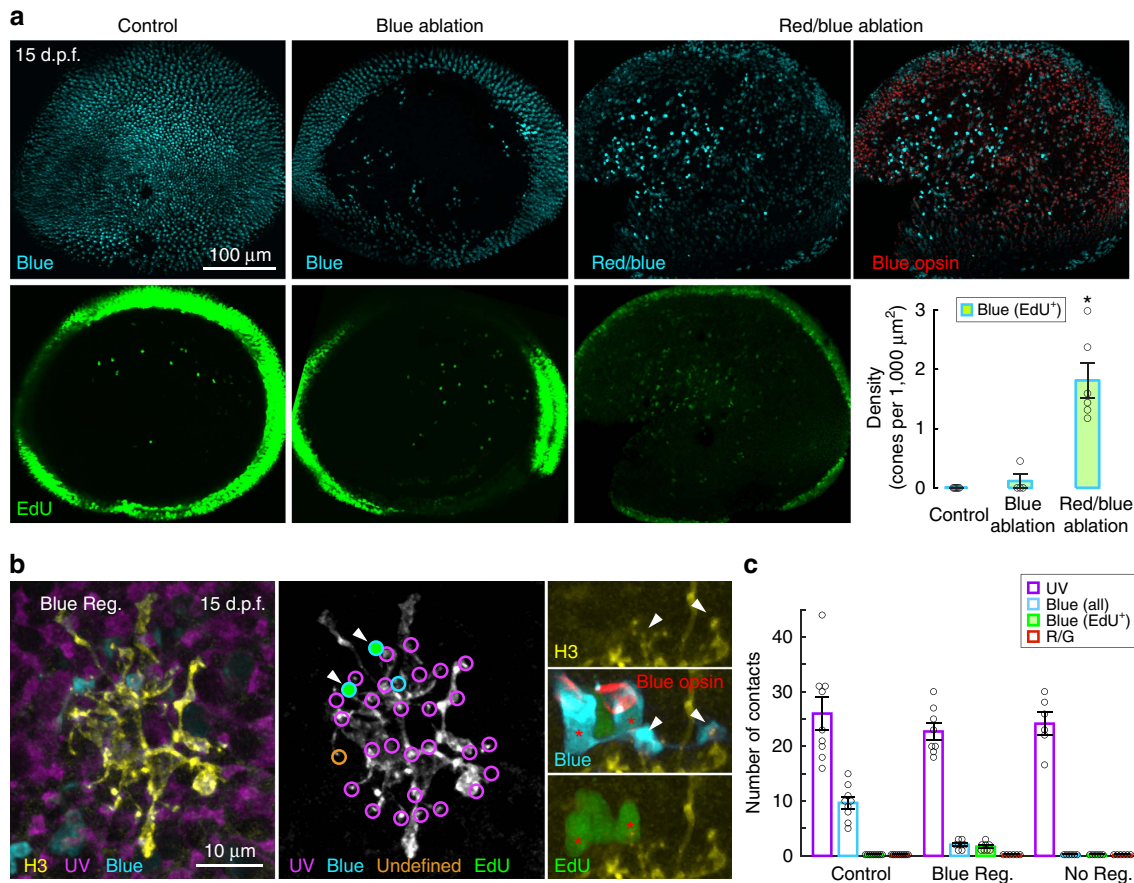 a
Control
Blue ablation
Red/blue ablation
15 d.p.f.
Blue
100 µm
Blue
Red/blue
Blue opsin
EdU
Density
(cones per 1,000 µm²)
3
2
1
0
Blue (EdU⁺)
*
Control
Blue
ablation
Red/blue
ablation
b
Blue Reg.
15 d.p.f.
H3 UV Blue
10 µm
UV Blue Undefined EdU
H3
Blue opsin
* *
Blue
* *
EdU
c
UV
Blue (all)
Blue (EdU⁺)
R/G
Number of contacts
40
30
20
10
0
Control
Blue Reg.
No Reg.